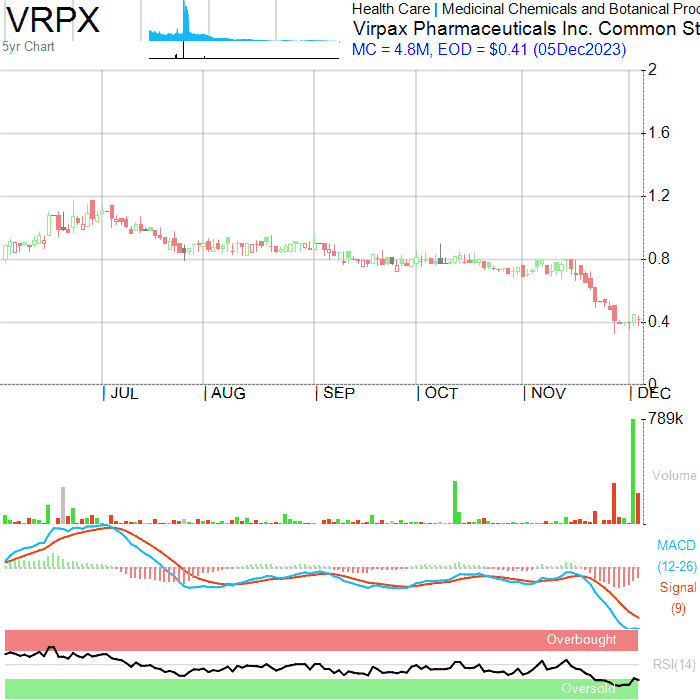 VRPX
5yr Chart
Health Care | Medicinal Chemicals and Botanical Proc
Virpax Pharmaceuticals Inc. Common St
MC = 4.8M, EOD = $0.41 (05Dec2023)
2
1.6
1.2
0.8
0.4
0
| JUL | AUG | SEP | OCT | NOV | DEC
789k
Volume
MACD
(12-26)
Signal
(9)
Overbought
RSI(14)
Oversold